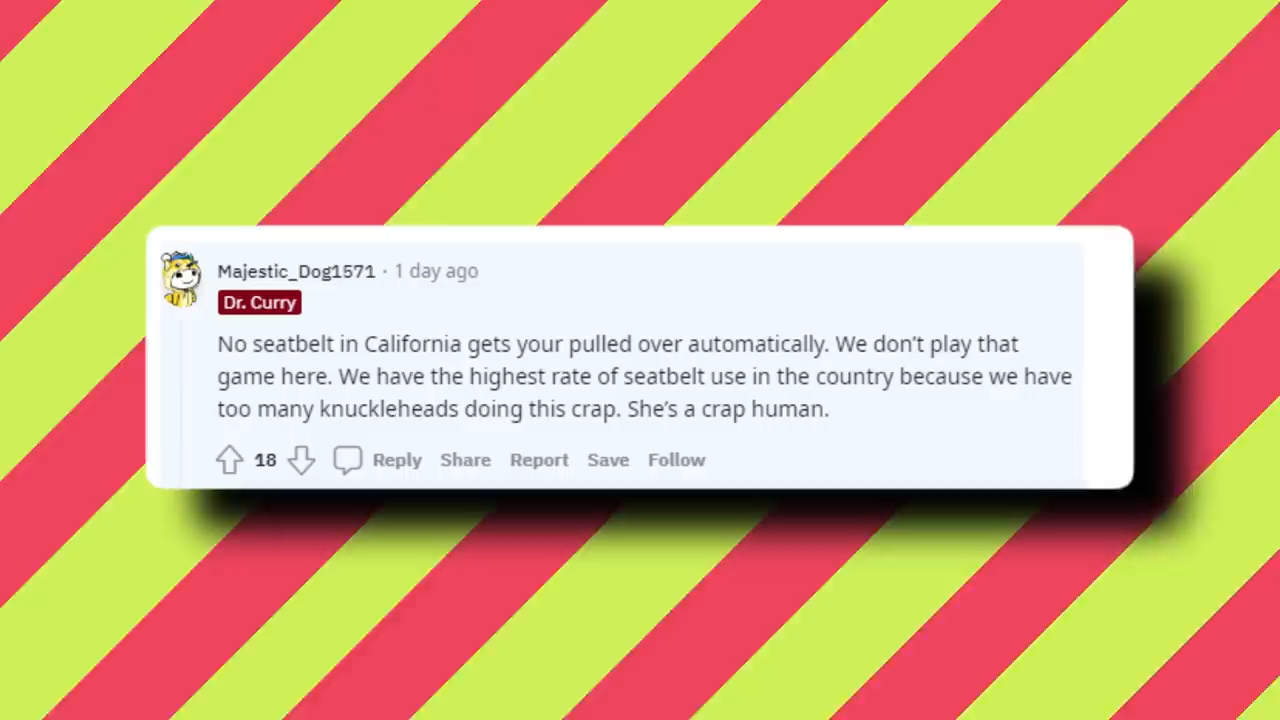 Majestic_Dog1571 · 1 day ago
Dr. Curry
No seatbelt in California gets your pulled over automatically. We don’t play that
game here. We have the highest rate of seatbelt use in the country because we have
too many knuckleheads doing this crap. She’s a crap human.
18 Reply Share Report Save Follow